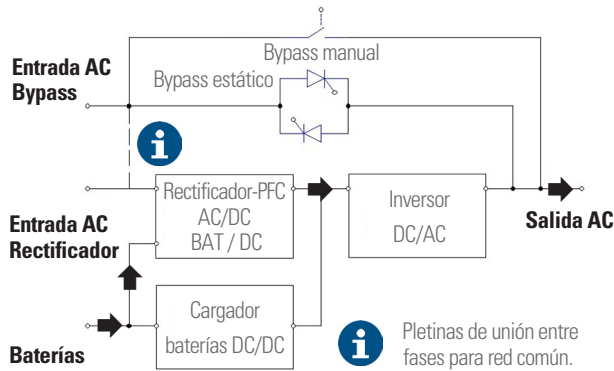 Bypass manual
Entrada AC
Bypass
Bypass estático
i
Rectificador-PFC
AC/DC
BAT / DC
Inversor
DC/AC
Entrada AC
Rectificador
Salida AC
Cargador
baterías DC/DC
Baterías
i
Pletinas de unión entre
fases para red común.